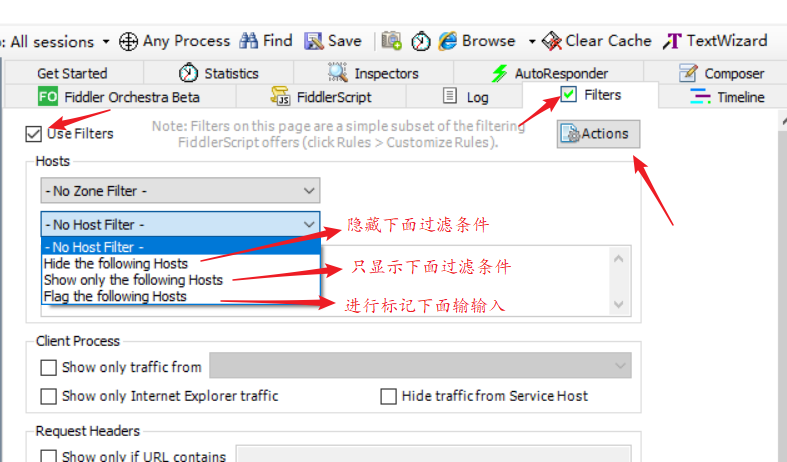 : All sessions Any Process Find Save Browse Clear Cache TextWizard
Get Started Statistics Inspectors AutoResponder Composer
FO Fiddler Orchestra Beta JS FiddlerScript Log Filters Timeline
Use Filters
Note: Filters on this page are a simple subset of the filtering
FiddlerScript offers (click Rules > Customize Rules).
Actions
Hosts
- No Zone Filter -
- No Host Filter -
隐藏下面过滤条件
- No Host Filter -
Hide the following Hosts
只显示下面过滤条件
Show only the following Hosts
Flag the following Hosts
进行标记下面输输入
Client Process
Show only traffic from
Show only Internet Explorer traffic Hide traffic from Service Host
Request Headers
Show only if URL contains